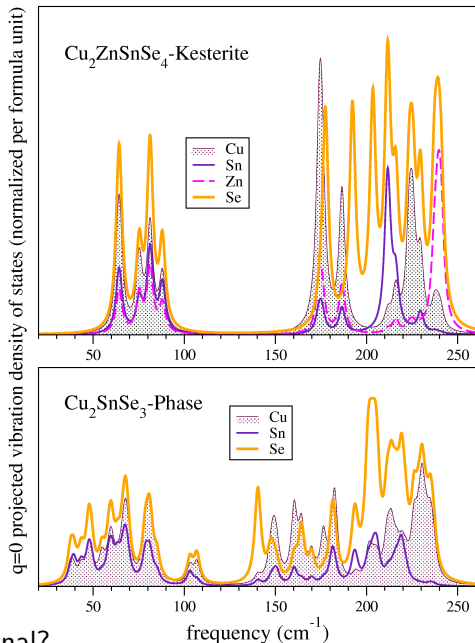 Cu2ZnSnSe4-Kesterite
Cu
Sn
Zn
Se
50 100 150 200 250
Cu2SnSe3-Phase
Cu
Sn
Se
50 100 150 200 250
frequency (cm-1)
q=0 projected vibration density of states (normalized per formula unit)